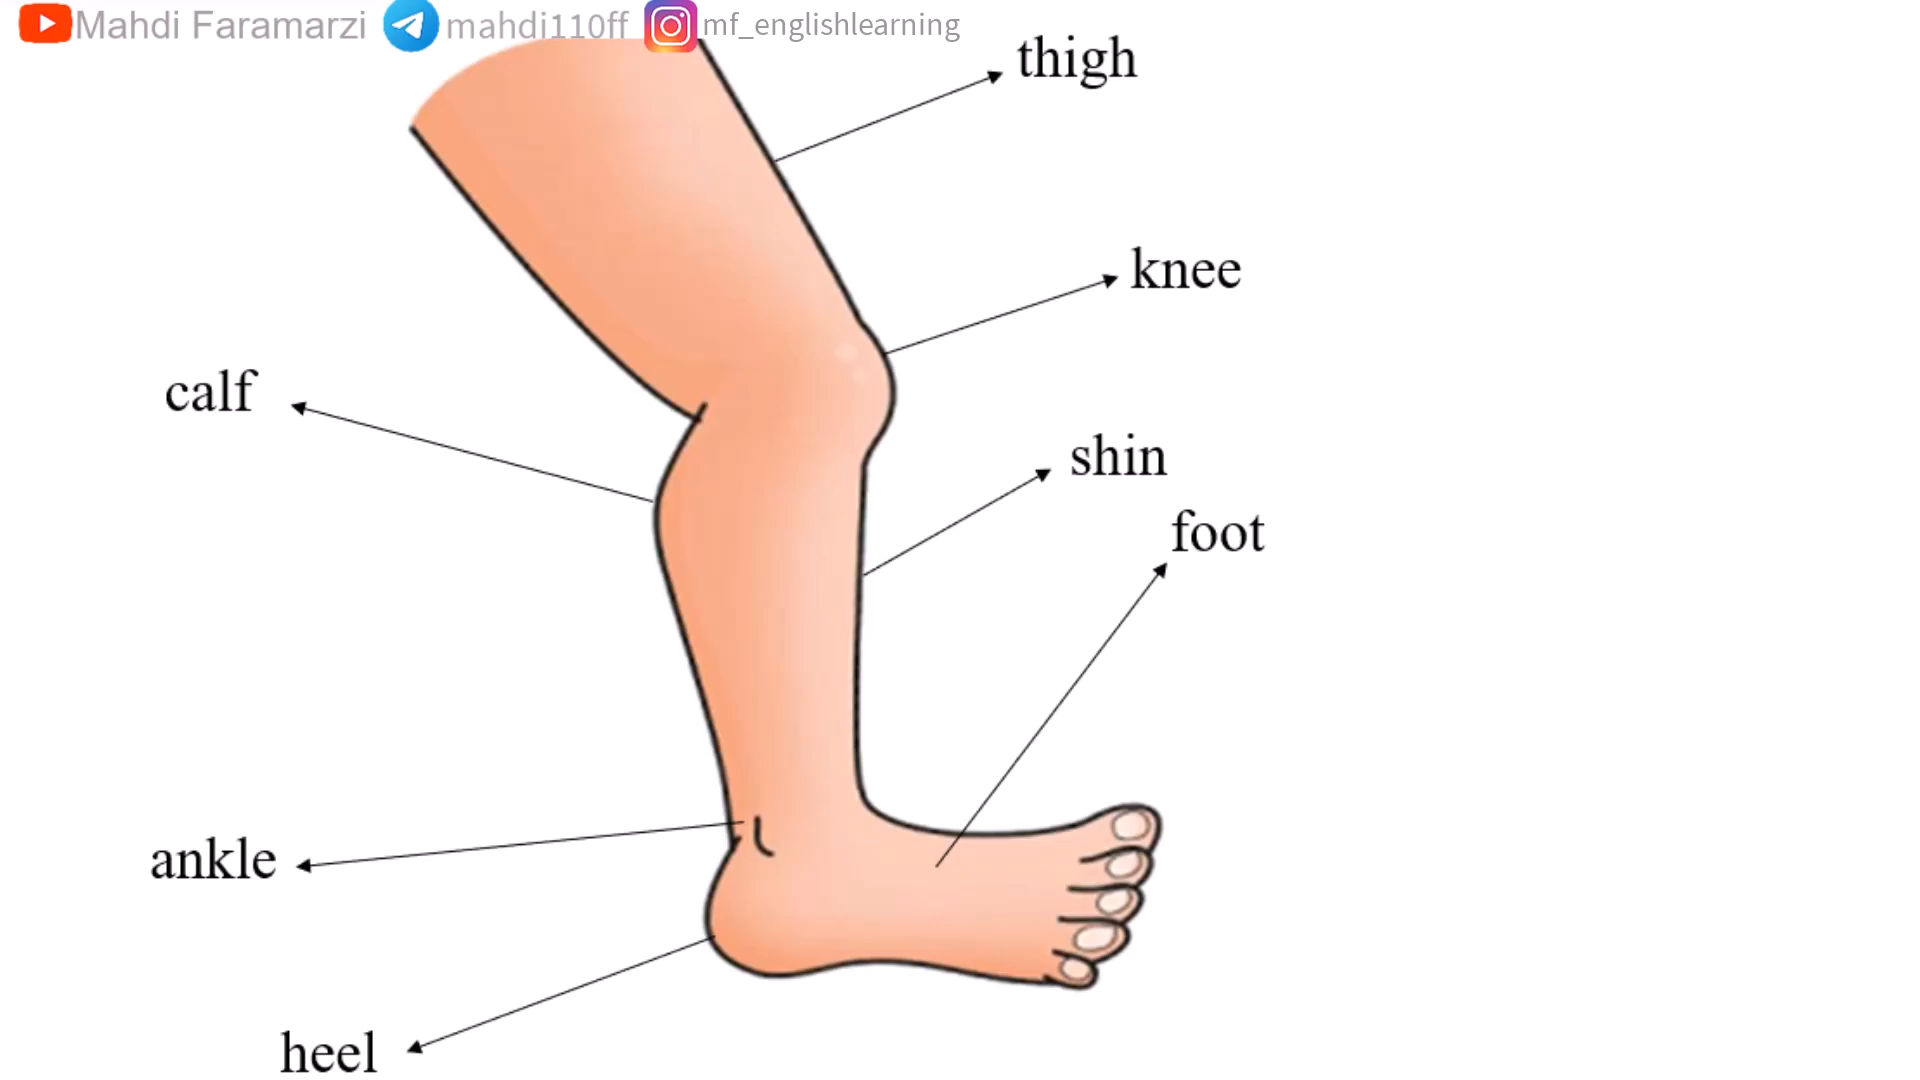 Mahdi Faramarzi mahdi110ff mf_englishlearning
thigh
knee
calf
shin
foot
ankle
heel